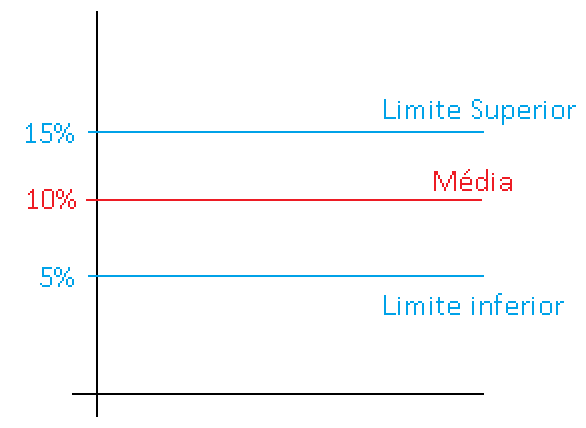 Limite Superior
15%
Média
10%
5%
Limite inferior